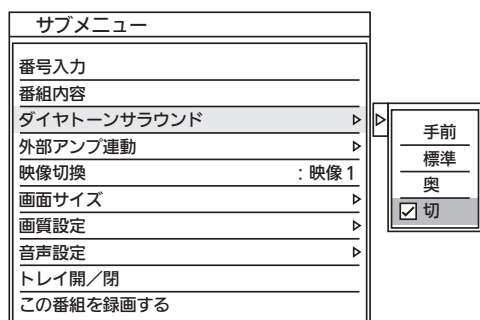 サブメニュー
番号入力
番組内容
ダイヤトーンサラウンド
外部アンプ連動
映像切換 : 映像1
画面サイズ
画質設定
音声設定
トレイ開／閉
この番組を録画する
手前
標準
奥
切